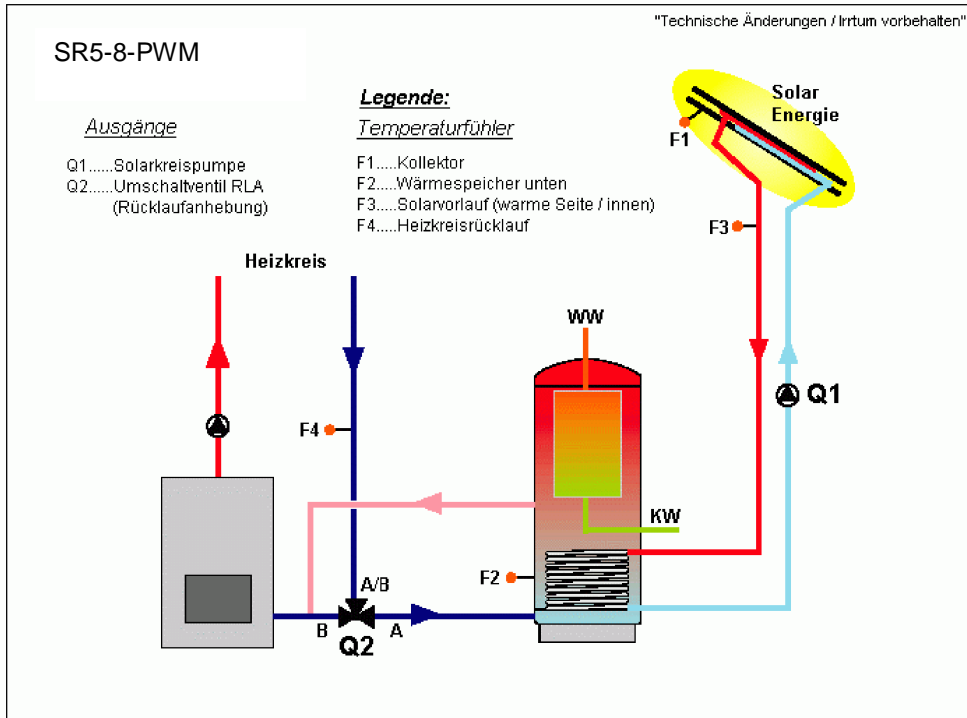 "Technische Änderungen / Irrtum vorbehalten"
SR5-8-PWM
Legende:
Ausgänge
Temperaturfühler
Q1.....Solarkreispumpe
Q2.....Umschaltventil RLA
(Rücklaufanhebung)
F1....Kollektor
F2....Wärmespeicher unten
F3....Solarvorlauf (warme Seite / innen)
F4....Heizkreisrücklauf
Solar
Energie
F1
F3
Heizkreis
WW
Q1
F4
KW
F2
A/B
B
A
Q2